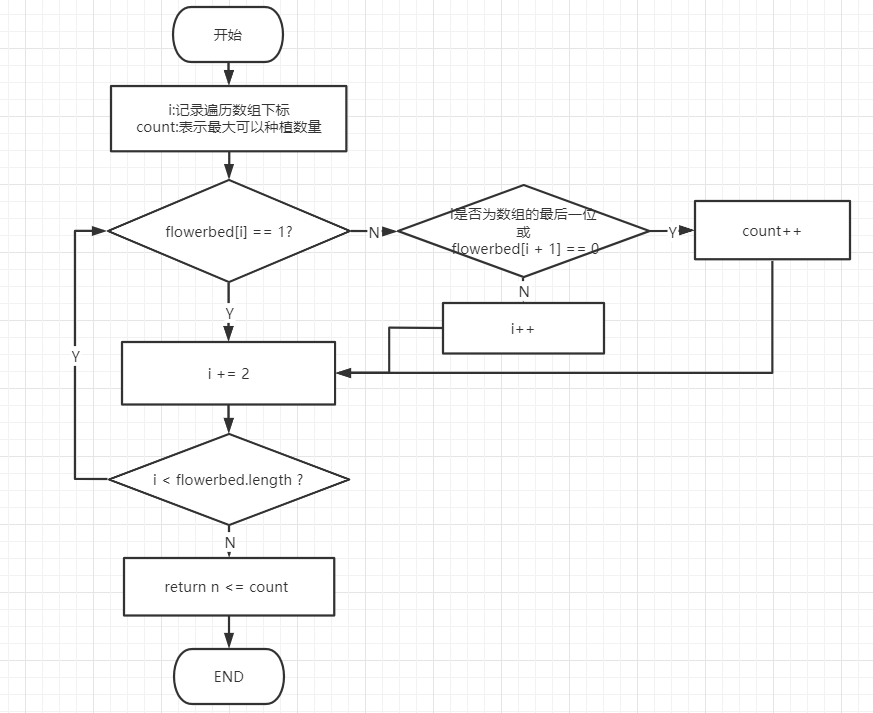 开始
i:记录遍历数组下标
count:表示最大可以种植数量
flowerbed[i] == 1?
N
i是否为数组的最后一位
或
flowerbed[i + 1] == 0
Y
count++
N
Y
i++
Y
i += 2
i < flowerbed.length ?
N
return n <= count
END